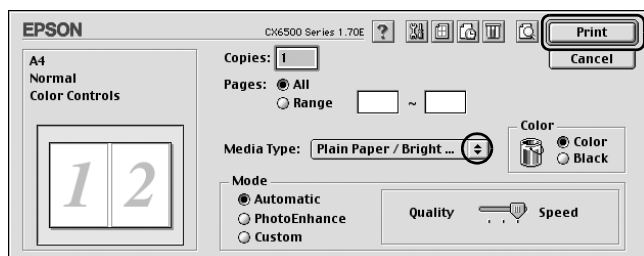 EPSON
CX6500 Series 1.70E
?
Print
Cancel
A4
Normal
Color Controls
1 2
Copies: 1
Pages: All
Range ~
Media Type: Plain Paper / Bright ...
Color
Color
Black
Mode
Automatic
PhotoEnhance
Custom
Quality Speed